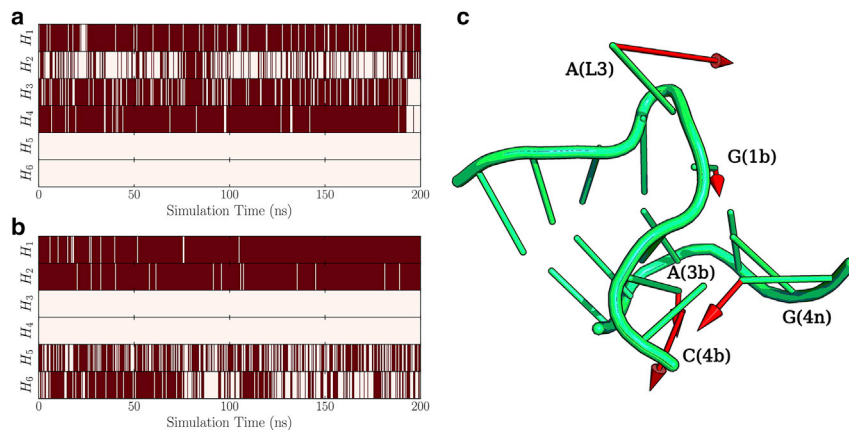 a
H1
H2
H3
H4
H5
H6
0 50 100 150 200
Simulation Time (ns)
b
H1
H2
H3
H4
H5
H6
0 50 100 150 200
Simulation Time (ns)
c
A(L3)
G(1b)
A(3b)
G(4n)
C(4b)